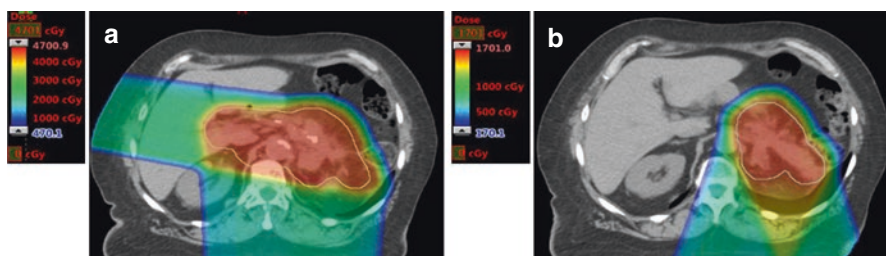 Dose
4701 cGy
4700.9
4000 cGy
3000 cGy
2000 cGy
1000 cGy
470.1
0 cGy
a
Dose
1701 cGy
1701.0
1000 cGy
500 cGy
170.1
0 cGy
b